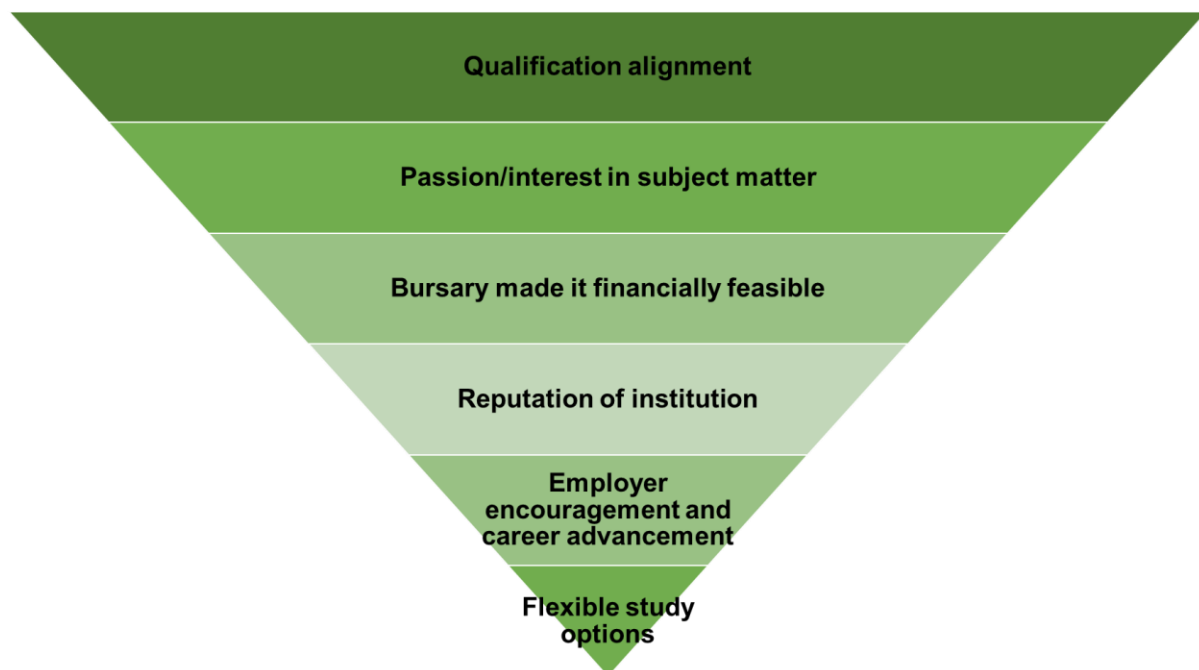 Qualification alignment
Passion/interest in subject matter
Bursary made it financially feasible
Reputation of institution
Employer
encouragement and
career advancement
Flexible study
options